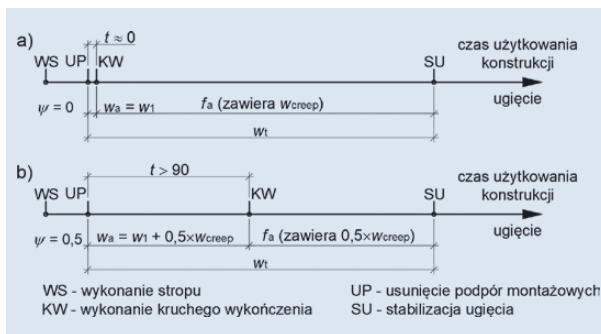 a)
t ≈ 0
czas użytkowania
konstrukcji
WS UP KW SU
ugięcie
ψ = 0 wa = w1 fa (zawiera wcreep)
wt
b)
t > 90
czas użytkowania
konstrukcji
WS UP KW SU
ugięcie
ψ = 0,5 wa = w1 + 0,5×wcreep fa (zawiera 0,5×wcreep)
wt
WS - wykonanie stropu UP - usunięcie podpór montażowych
KW - wykonanie kruchego wykończenia SU - stabilizacja ugięcia